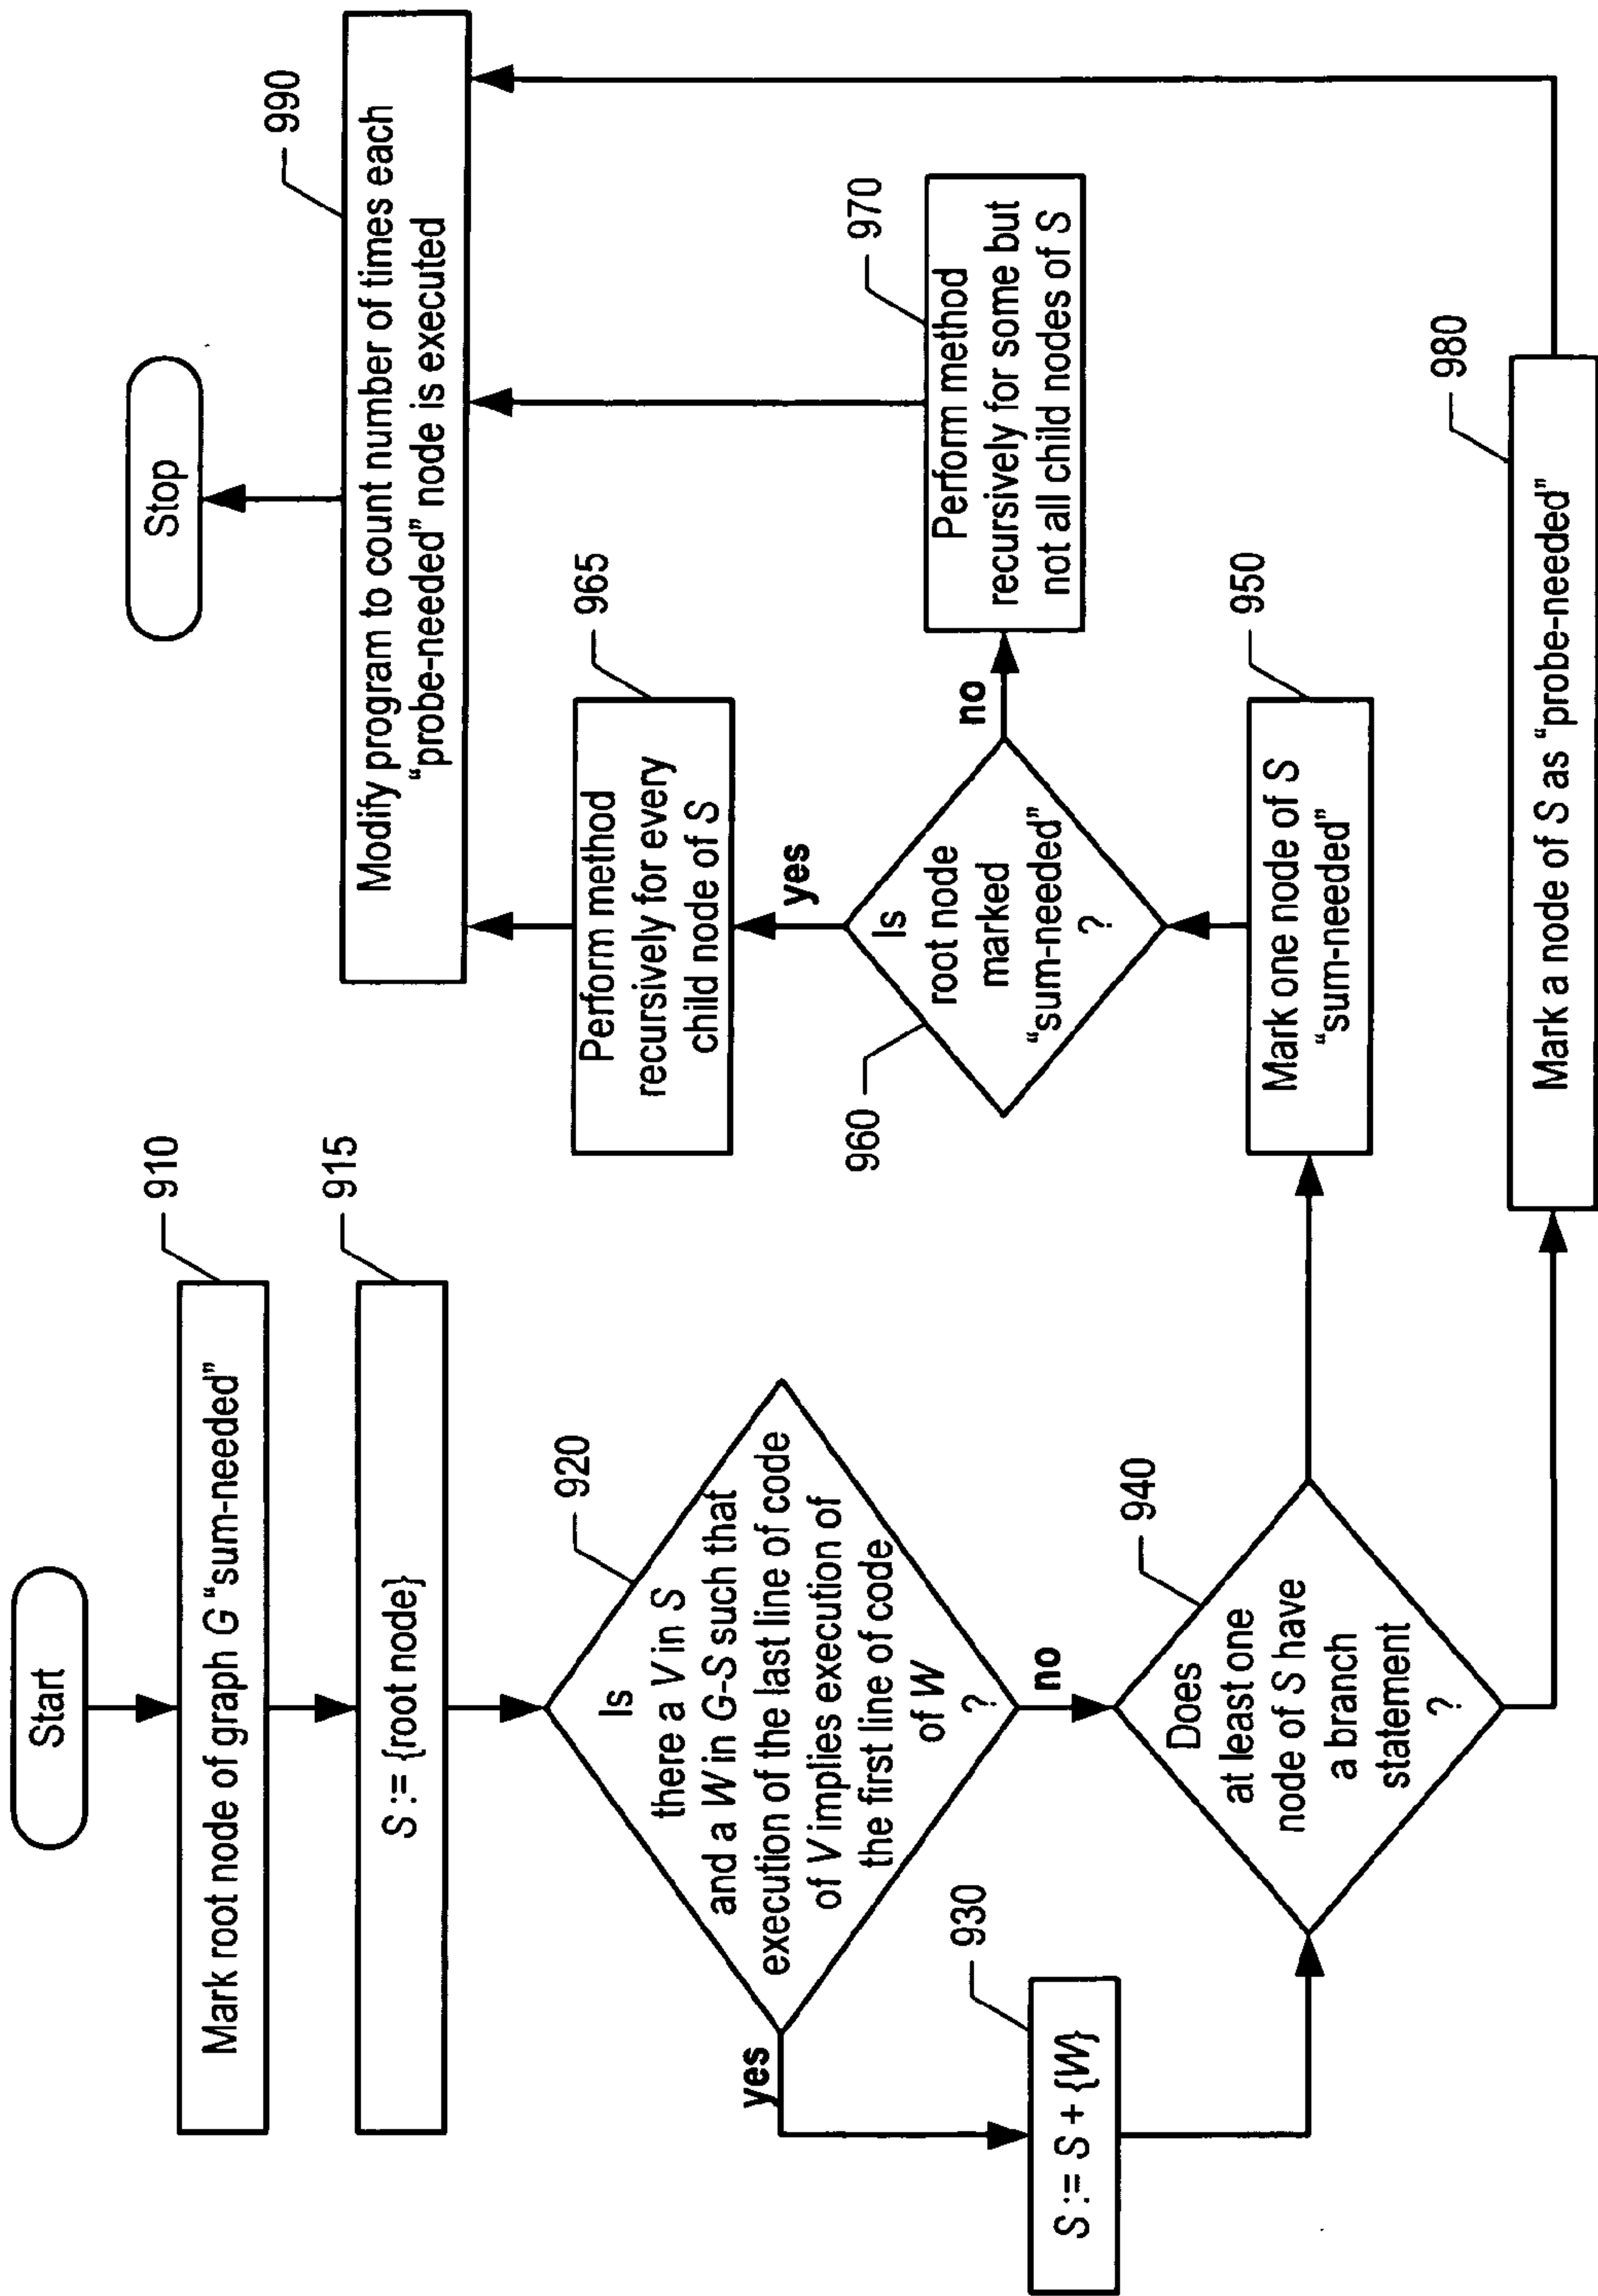 Start
910
Mark root node of graph G “sum-needed”
915
S := {root node}
920
Is
there a V in S
and a W in G-S such that
execution of the last line of code
of V implies execution of
the first line of code
of W
?
yes
no
930
S := S + {W}
940
Does
at least one
node of S have
a branch
statement
?
950
Mark one node of S
“sum-needed”
960
Is
root node
marked
“sum-needed”
?
yes
no
965
Perform method
recursively for every
child node of S
970
Perform method
recursively for some but
not all child nodes of S
980
Mark a node of S as “probe-needed”
990
Modify program to count number of times each
“probe-needed” node is executed
Stop